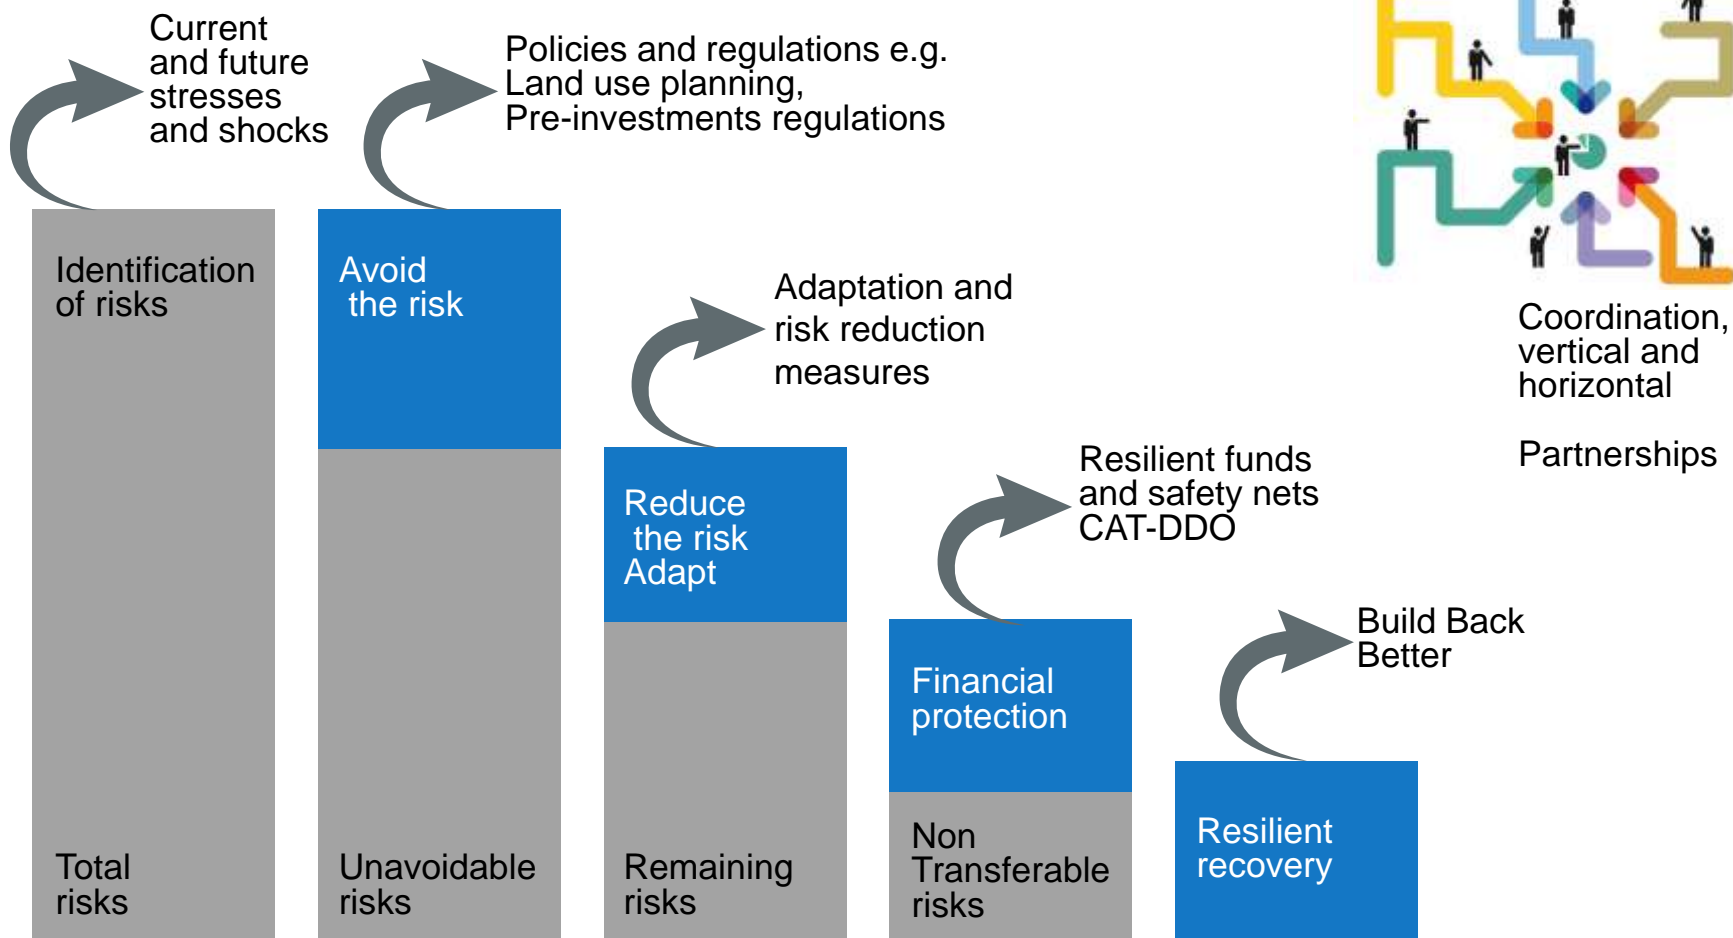 Current
and future
stresses
and shocks
Policies and regulations e.g.
Land use planning,
Pre-investments regulations
Identification
of risks
Total
risks
Avoid
the risk
Unavoidable
risks
Adaptation and
risk reduction
measures
Reduce
the risk
Adapt
Remaining
risks
Resilient funds
and safety nets
CAT-DDO
Financial
protection
Non
Transferable
risks
Build Back
Better
Resilient
recovery
Coordination,
vertical and
horizontal
Partnerships